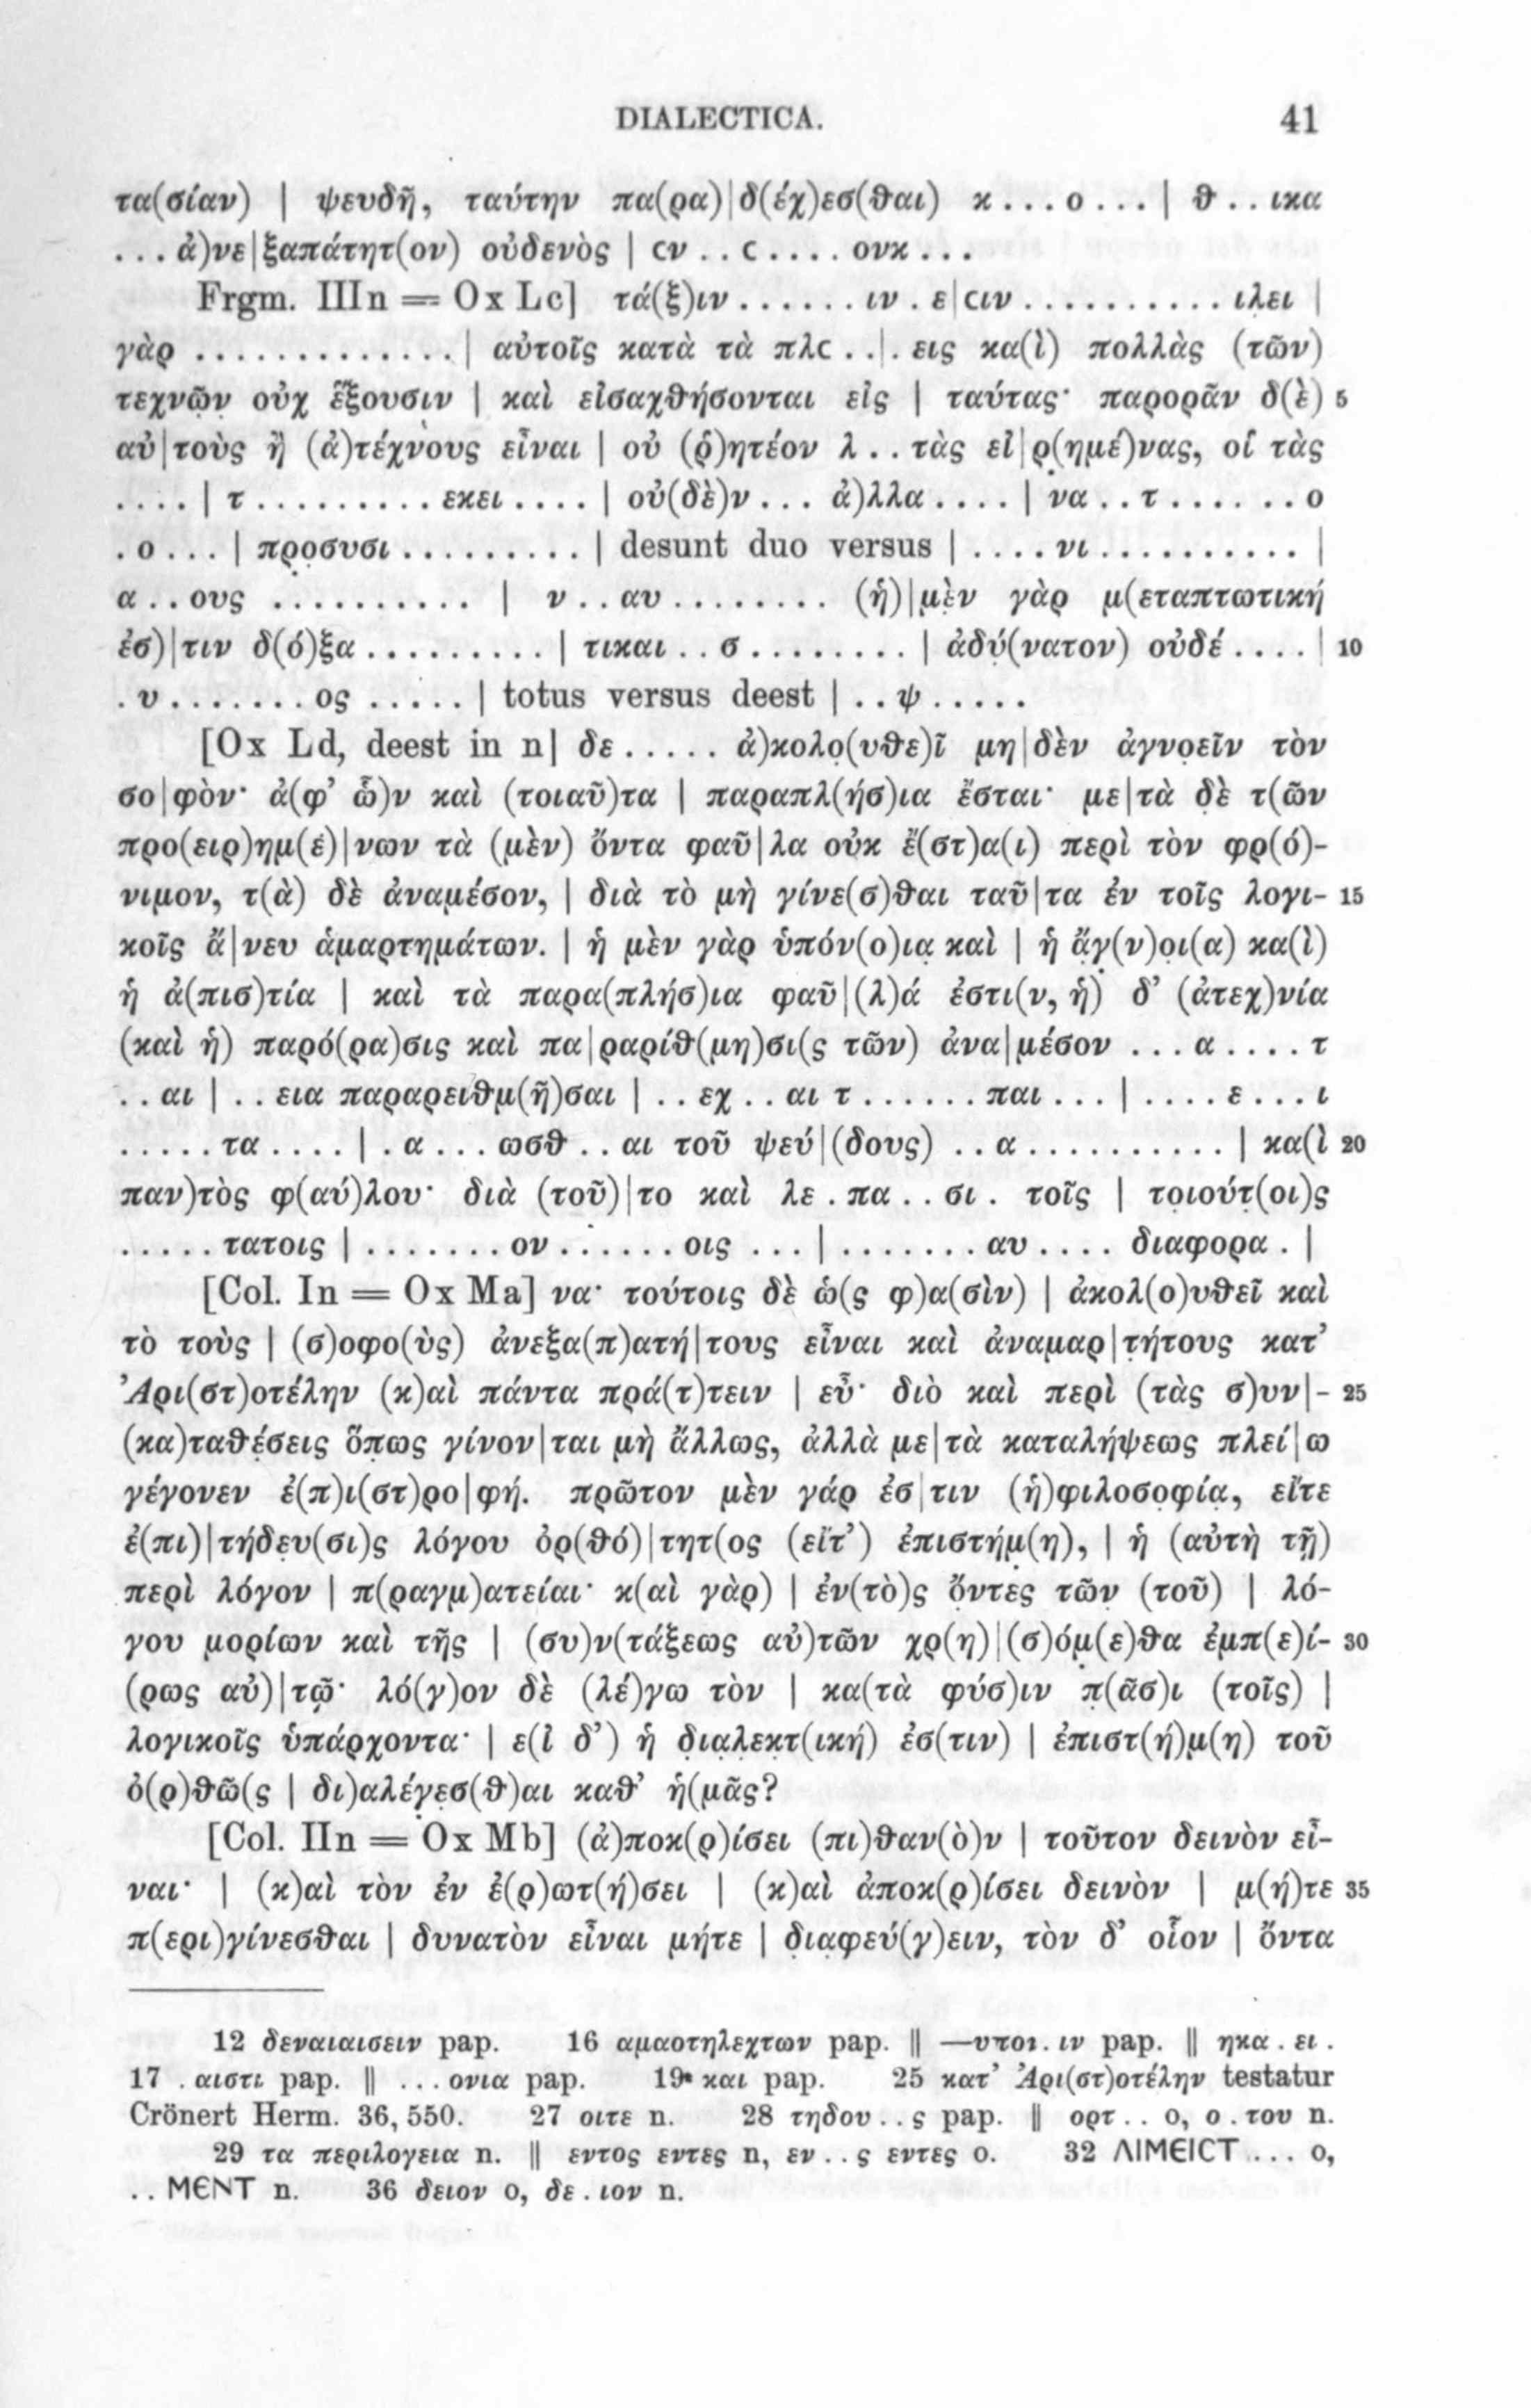 DIALECTICA. 41
τα(σίαν) | ψευδῆ, ταύτην πα(ρα)|δ(έχ)εσ(θαι) κ . . . ο . . . | θ . . ικα
. . . ἀ)νε|ξαπάτητ(ον) οὐδενὸς | cν . . c . . . . ουκ . . .
Frgm. IIIn = Ox Lc] τά(ξ)ιν . . . . . . ιν . ε|cιν . . . . . . . . . . ιλει |
γὰρ . . . . . . . . . . . . . | αὐτοῖς κατὰ τὰ πλc . .|. εις κα(ὶ) πολλὰς (τῶν)
τεχνῶν οὐχ ἕξουσιν | καὶ εἰσαχθήσονται εἰς | ταύτας· παρορᾶν δ(ὲ) 5
αὐ|τοὺς ἢ (ἀ)τέχνους εἶναι | οὐ (ῥ)ητέον λ . . τὰς εἰ|ρ(ημέ)νας, οἳ τὰς
. . . . | τ . . . . . . . . . εκει . . . . | οὐ(δὲ)ν . . . ἀ)λλα . . . . | να . . τ . . . . . . ο
. ο . . . | προσυσι . . . . . . . . . | desunt duo versus | . . . . νι . . . . . . . . . . |
α . . ους . . . . . . . . . . | ν . . αυ . . . . . . . . (ἡ)|μὲν γὰρ μ(εταπτωτική
ἐσ)|τιν δ(ό)ξα . . . . . . . . . | τικαι . . σ . . . . . . . . | ἀδύ(νατον) οὐδέ . . . . | 10
. υ . . . . . . . ος . . . . . | totus versus deest | . . ψ . . . . .
[Ox Ld, deest in n] δε . . . . . ἀ)κολο(υθε)ῖ μη|δὲν ἀγνοεῖν τὸν
σο|φὸν· ἀ(φ’ ὧ)ν καὶ (τοιαῦ)τα | παραπλ(ήσ)ια ἔσται· με|τὰ δὲ τ(ῶν
προ(ειρ)ημ(έ)|νων τὰ (μὲν) ὄντα φαῦ|λα οὐκ ἔ(στ)α(ι) περὶ τὸν φρ(ό)-
νιμον, τ(ὰ) δὲ ἀναμέσον, | διὰ τὸ μὴ γίνε(σ)θαι ταῦ|τα ἐν τοῖς λογι- 15
κοῖς ἄ|νευ ἁμαρτημάτων. | ἡ μὲν γὰρ ὑπόν(ο)ια καὶ | ἡ ἄγ(ν)οι(α) κα(ὶ)
ἡ ἀ(πισ)τία | καὶ τὰ παρα(πλήσ)ια φαῦ|(λ)ά ἐστι(ν, ἡ) δ’ (ἀτεχ)νία
(καὶ ἡ) παρό(ρα)σις καὶ πα|ραρίθ(μη)σι(ς τῶν) ἀνα|μέσον . . . α . . . . τ
. . αι | . . εια παραρειθμ(ῆ)σαι | . . εχ . . αι τ . . . . . . παι . . . | . . . . ε . . . ι
. . . . . τα . . . . | . α . . . ωσθ . . αι τοῦ ψεύ|(δους) . . α . . . . . . . . . . | κα(ὶ 20
παν)τὸς φ(αύ)λου· διὰ (τοῦ)|το καὶ λε . πα . . σι . τοῖς | τοιούτ(οι)ς
. . . . . τατοις | . . . . . . . ον . . . . . . οις . . . | . . . . . . . αυ . . . . διαφορα . |
[Col. In = Ox Ma] να· τούτοις δὲ ὡ(ς φ)α(σὶν) | ἀκολ(ο)υθεῖ καὶ
τὸ τοὺς | (σ)οφο(ὺς) ἀνεξα(π)ατή|τους εἶναι καὶ ἀναμαρ|τήτους κατ’
Ἀρι(στ)οτέλην (κ)αὶ πάντα πρά(τ)τειν | εὖ· διὸ καὶ περὶ (τὰς σ)υν|- 25
(κα)ταθέσεις ὅπως γίνον|ται μὴ ἄλλως, ἀλλὰ με|τὰ καταλήψεως πλεί|ω
γέγονεν ἐ(π)ι(στ)ρο|φή. πρῶτον μὲν γάρ ἐσ|τιν (ἡ)φιλοσοφία, εἴτε
ἐ(πι)|τήδευ(σι)ς λόγου ὀρ(θό)|τητ(ος (εἴτ’) ἐπιστήμ(η), | ἡ (αὐτὴ τῇ)
περὶ λόγον | π(ραγμ)ατείαι· κ(αὶ γὰρ) | ἐν(τὸ)ς ὄντες τῶν (τοῦ) | λό-
γου μορίων καὶ τῆς | (συ)ν(τάξεως αὐ)τῶν χρ(η)|(σ)όμ(ε)θα ἐμπ(ε)ί- 30
(ρως αὐ)|τῷ· λό(γ)ον δὲ (λέ)γω τὸν | κα(τὰ φύσ)ιν π(ᾶσ)ι (τοῖς) |
λογικοῖς ὑπάρχοντα· | ε(ἰ δ’) ἡ διαλεκτ(ική) ἐσ(τιν) | ἐπιστ(ή)μ(η) τοῦ
ὀ(ρ)θῶ(ς | δι)αλέγεσ(θ)αι καθ’ ἡ(μᾶς?
[Col. IIn = Ox Mb] (ἀ)ποκ(ρ)ίσει (πι)θαν(ὸ)ν | τοῦτον δεινὸν εἶ-
ναι· | (κ)αὶ τὸν ἐν ἐ(ρ)ωτ(ή)σει | (κ)αὶ ἀποκ(ρ)ίσει δεινὸν | μ(ή)τε 35
π(ερι)γίνεσθαι | δυνατὸν εἶναι μήτε | διαφεύ(γ)ειν, τὸν δ’ οἷον | ὄντα
12 δεναιαισειν pap. 16 αμαοτηλεχτων pap. || —υποι. ιν pap. || ηκα . ει .
17 . αιστι pap. || . . . ονια pap. 19 και pap. 25 κατ’ Ἀρι(στ)οτέλην testatur
Crönert Herm. 36, 550. 27 οιτε n. 28 τηδου . . ς pap. || ορτ . . ο, ο . του n.
29 τα περιλογεια n. || εντος εντες n, εν . . ς εντες o. 32 ΛΙΜЄΙCΤ . . . o,
. . ΜЄΝΤ n. 36 δειον o, δε . ιον n.